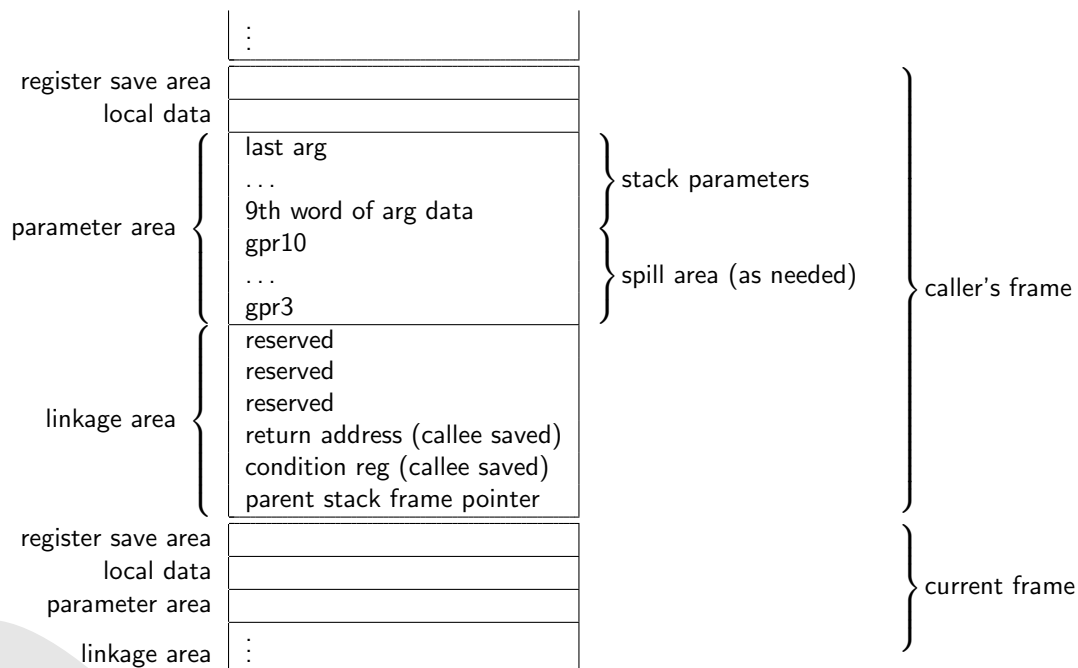 ⋮
register save area
local data
last arg
. . .
stack parameters
9th word of arg data
parameter area
gpr10
. . .
spill area (as needed)
caller's frame
gpr3
reserved
reserved
reserved
linkage area
return address (callee saved)
condition reg (callee saved)
parent stack frame pointer
register save area
local data
current frame
parameter area
linkage area
⋮